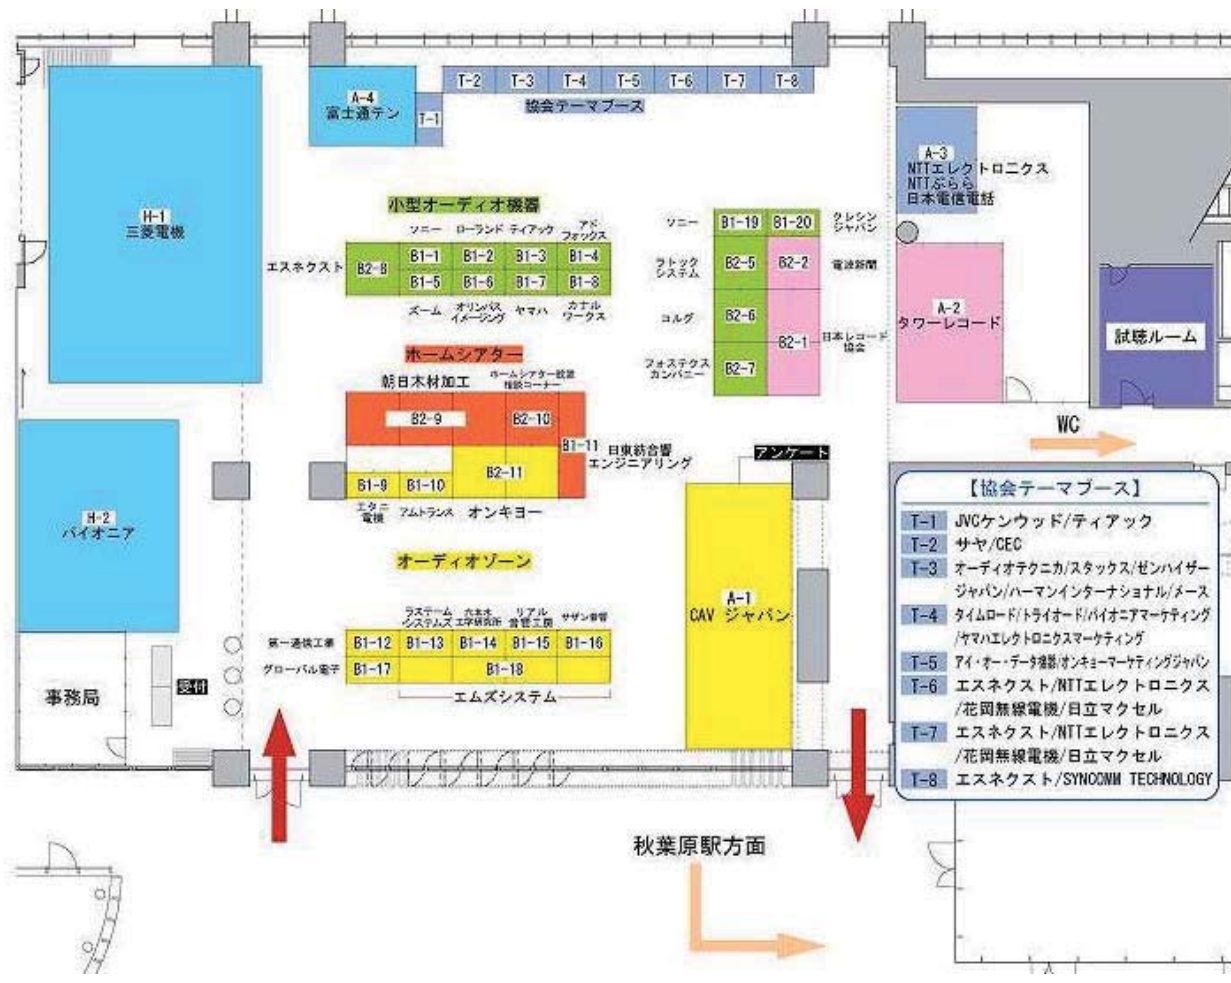 T-2
T-3
T-4
T-5
T-6
T-7
T-8
協会テーマブース
A-4
富士通テン
T-1
H-1
三菱電機
A-3
NTTエレクトロニクス
NTTぷらら
日本電信電話
小型オーディオ機器
ソニー
ローランド
ティアック
アド
フォックス
エスネクスト
B2-8
B1-1
B1-2
B1-3
B1-4
B1-5
B1-6
B1-7
B1-8
ズーム
オリンパス
イメージング
ヤマハ
カナル
ワークス
ソニー
B1-19
B1-20
クレシン
ジャパン
ラトック
システム
B2-5
B2-2
電波新聞
コルグ
B2-6
B2-1
日本レコード
協会
フォステクス
カンパニー
B2-7
A-2
タワーレコード
試聴ルーム
WC
ホームシアター
朝日木材加工
ホームシアター設置
相談コーナー
B2-9
B2-10
B1-11
日東紡音響
エンジニアリング
B2-11
B1-9
B1-10
エタニ
電機
アムトランス
オンキヨー
アンケート
H-2
パイオニア
オーディオゾーン
A-1
CAV ジャパン
ラステーム
システムズ
六本木
工学研究所
リアル
音響工房
サザン音響
第一通信工業
B1-12
B1-13
B1-14
B1-15
B1-16
グローバル電子
B1-17
B1-18
エムズシステム
事務局
受付
【協会テーマブース】
T-1 JVCケンウッド/ティアック
T-2 サヤ/CEC
T-3 オーディオテクニカ/スタックス/ゼンハイザー
ジャパン/ハーマンインターナショナル/メース
T-4 タイムロード/トライオード/パイオニアマーケティング
/ヤマハエレクトロニクスマーケティング
T-5 アイ・オー・データ機器/オンキョーマーケティングジャパン
T-6 エスネクスト/NTTエレクトロニクス
/花岡無線電機/日立マクセル
T-7 エスネクスト/NTTエレクトロニクス
/花岡無線電機/日立マクセル
T-8 エスネクスト/SYNCOMM TECHNOLOGY
秋葉原駅方面